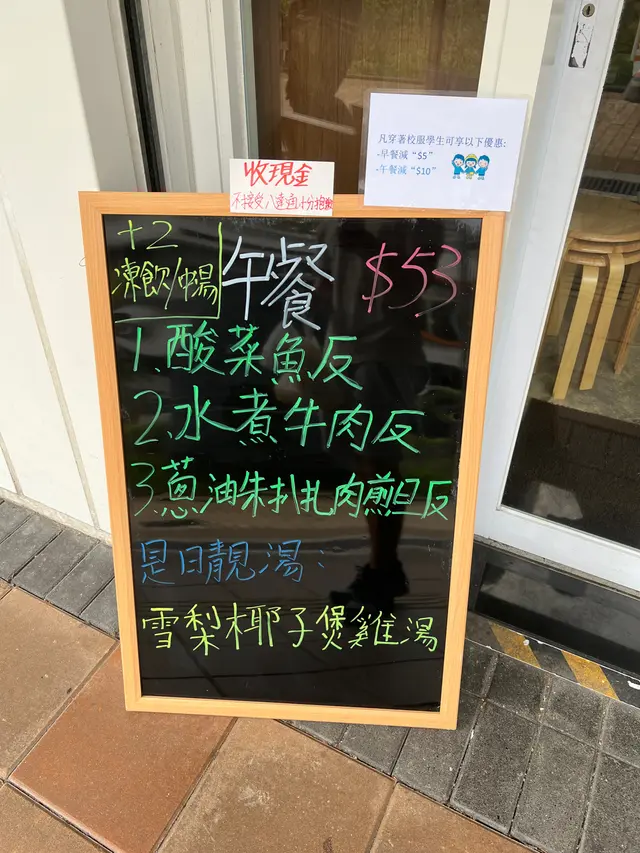 凡穿著校服學生可享以下優惠:
-早餐減 “$5”
-午餐減 “$10”
收現金
不接受八達通十分抱歉
+2
凍飲/中湯
午餐 $53
1.酸菜魚反
2.水煮牛肉反
3.蔥油朱扒扎肉煎旦反
是日靚湯:
雪梨椰子煲雞湯